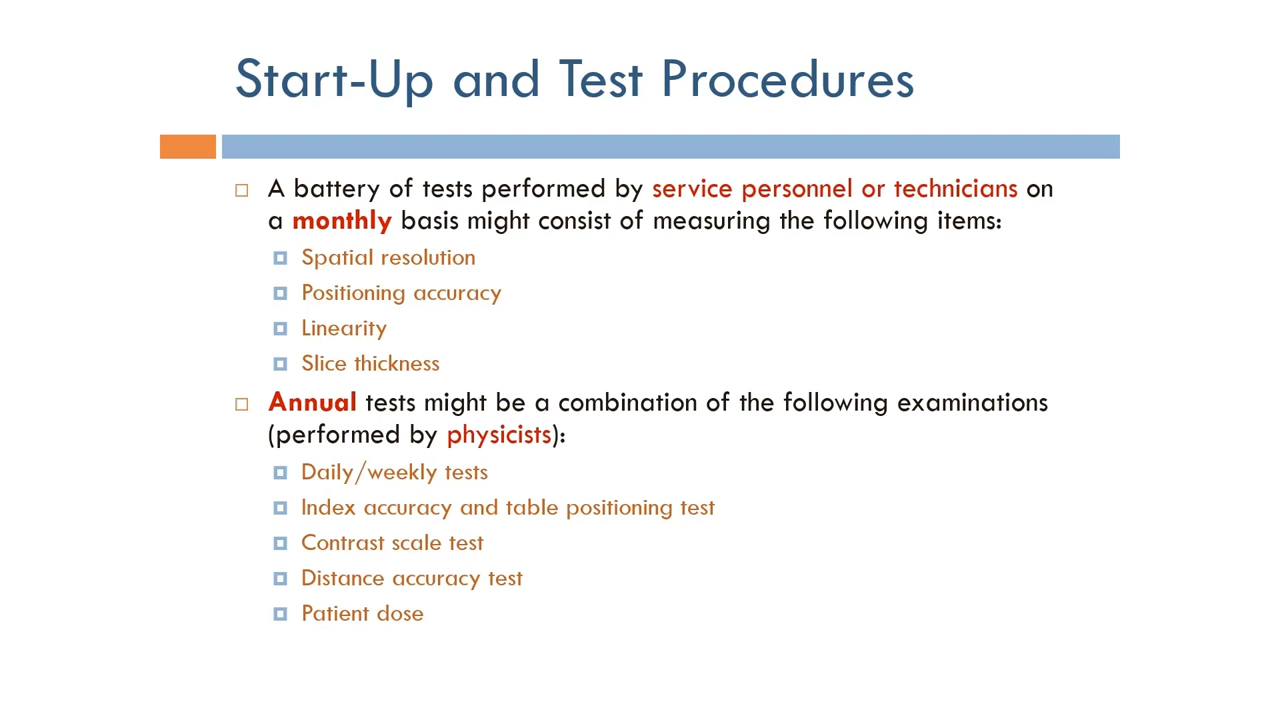 Start-Up and Test Procedures
A battery of tests performed by service personnel or technicians on
a monthly basis might consist of measuring the following items:
Spatial resolution
Positioning accuracy
Linearity
Slice thickness
Annual tests might be a combination of the following examinations
(performed by physicists):
Daily/weekly tests
Index accuracy and table positioning test
Contrast scale test
Distance accuracy test
Patient dose